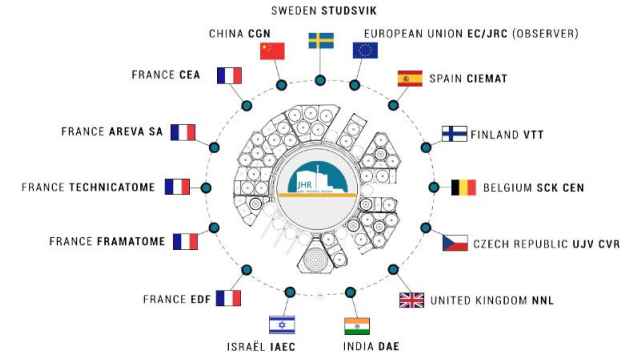 SWEDEN STUDSVIK
CHINA CGN
EUROPEAN UNION EC/JRC (OBSERVER)
FRANCE CEA
SPAIN CIEMAT
FRANCE AREVA SA
FINLAND VTT
JHR
FRANCE TECHNICATOME
BELGIUM SCK CEN
FRANCE FRAMATOME
CZECH REPUBLIC UJV CVR
FRANCE EDF
UNITED KINGDOM NNL
ISRAËL IAEC
INDIA DAE